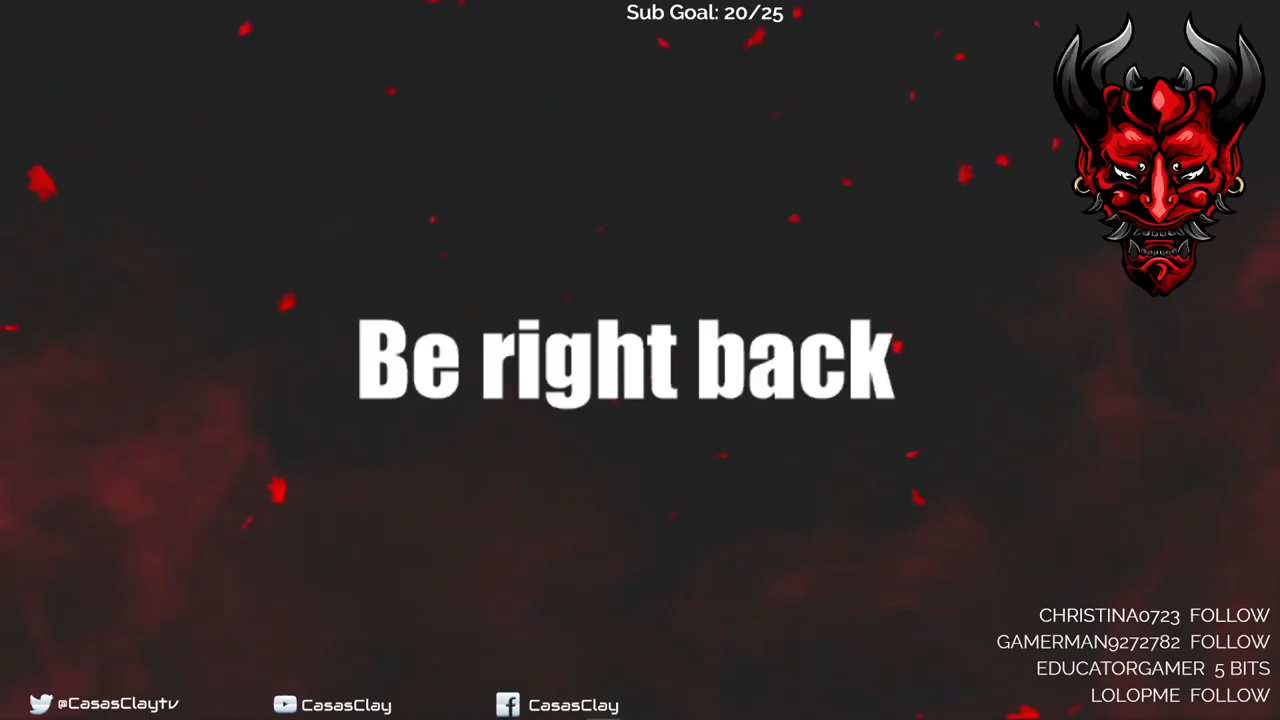 Sub Goal: 20/25
Be right back
CHRISTINA0723 FOLLOW
GAMERMAN9272782 FOLLOW
EDUCATORGAMER 5 BITS
LOLOPME FOLLOW
@CasasClaytv CasasClay CasasClay